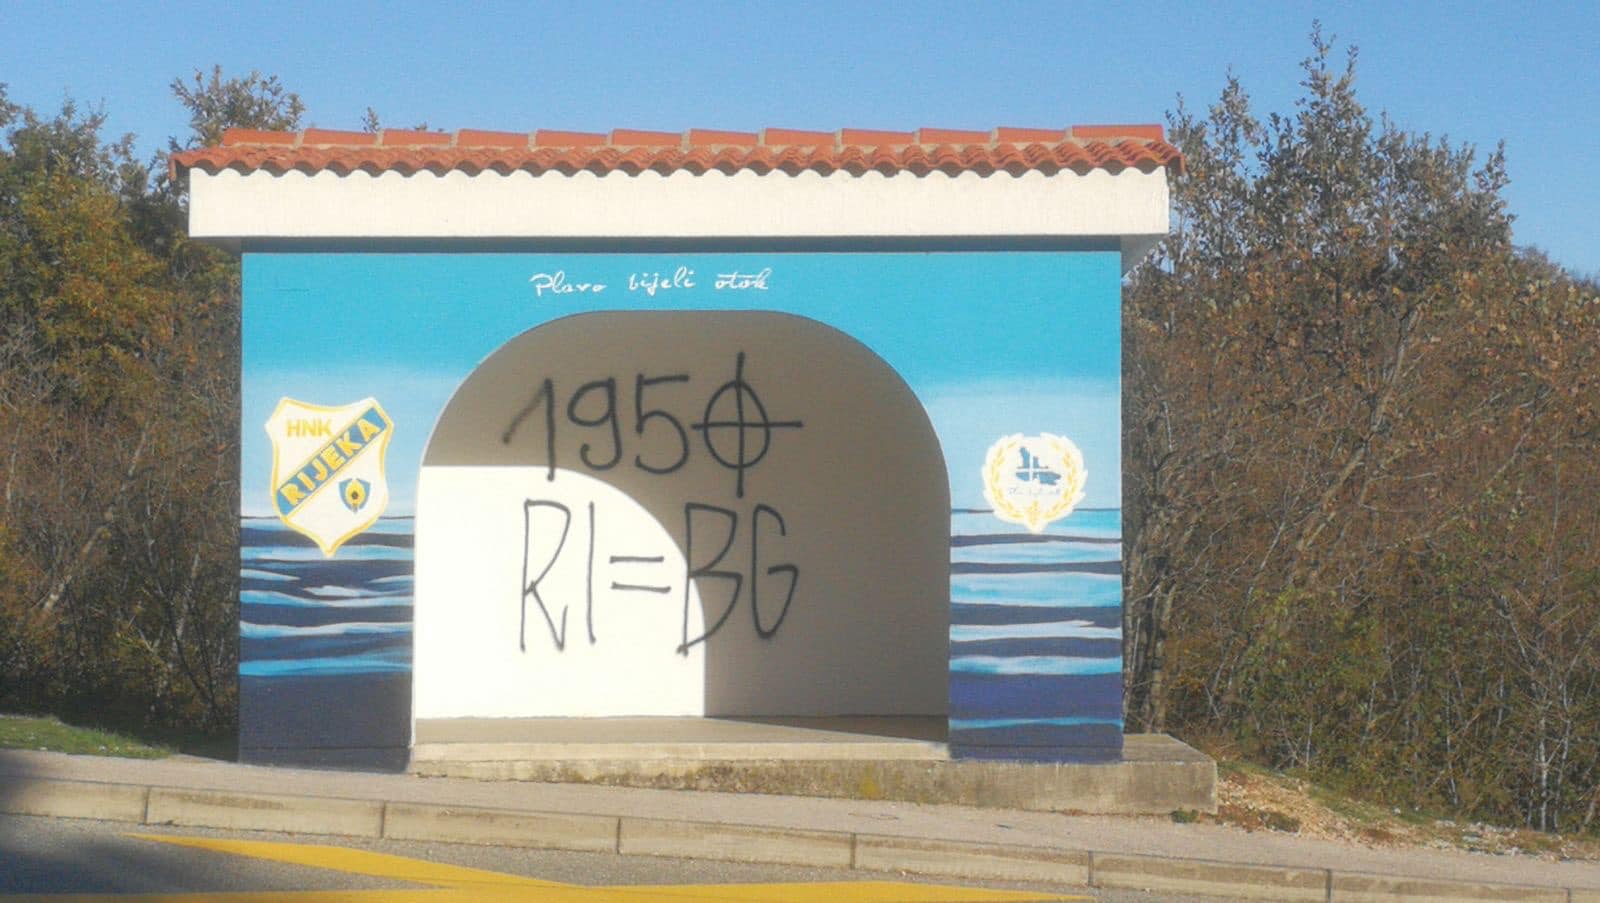 Plavo bijeli otok
1950
HNK
RIJEKA
RI=BG